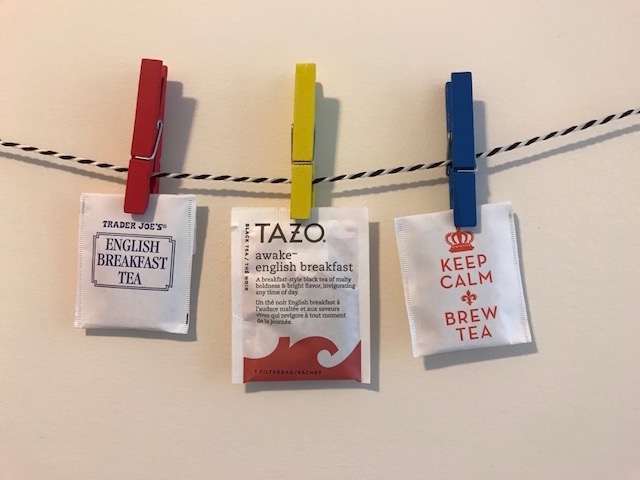 TRADER JOE'S®
ENGLISH
BREAKFAST
TEA
BLACK TEA / THÉ NOIR
TAZO®
awake™
english breakfast
A breakfast-style black tea of malty
boldness & bright flavor, invigorating
any time of day.
Un thé noir English breakfast à
l'audace maltée et aux saveurs
vives qui revigore à tout moment
de la journée.
1 FILTERBAG/SACHET
KEEP
CALM
BREW
TEA